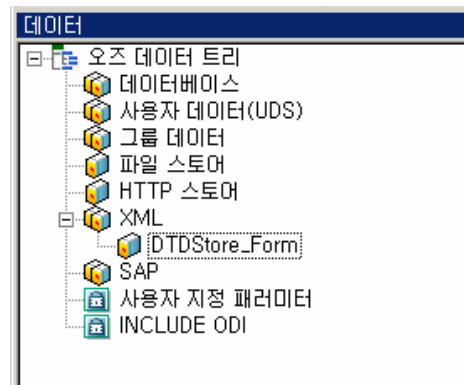 데이터
오즈 데이터 트리
데이터베이스
사용자 데이터(UDS)
그룹 데이터
파일 스토어
HTTP 스토어
XML
DTDStore_Form
SAP
사용자 지정 패러미터
INCLUDE ODI